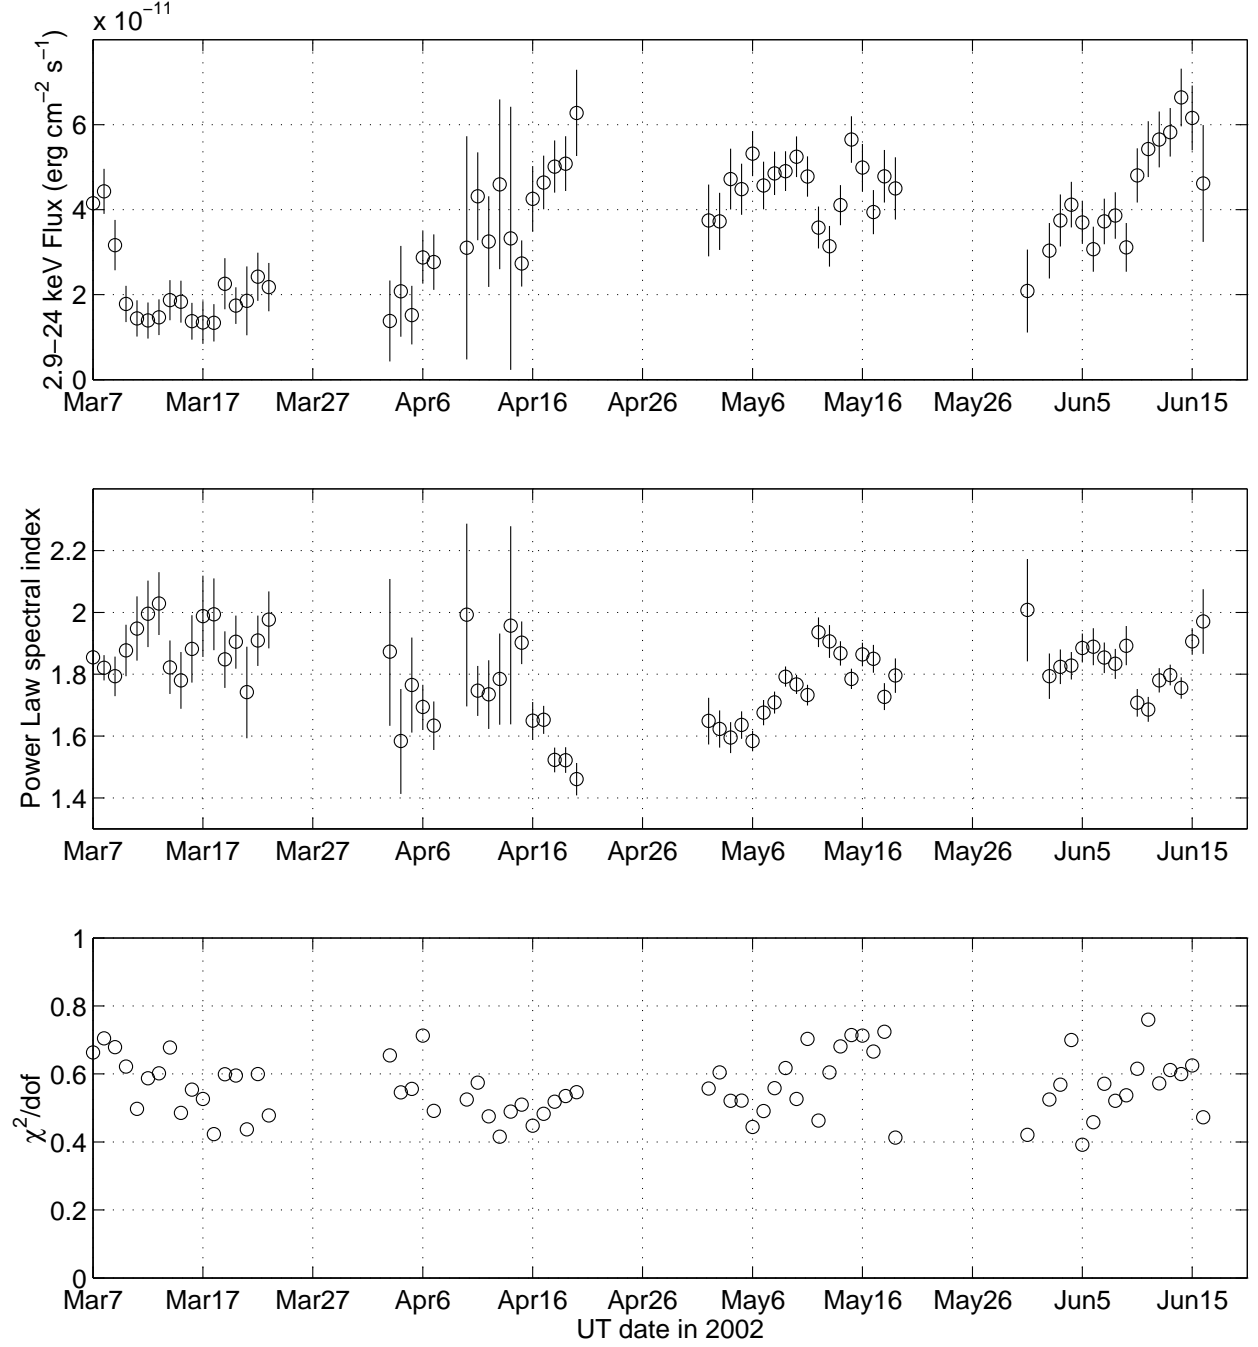 x 10⁻¹¹
2.9−24 keV Flux (erg cm⁻² s⁻¹)
6
4
2
2.0
Mar7 Mar17 Mar27 Apr6 Apr16 Apr26 May6 May16 May26 Jun5 Jun15
Power Law spectral index
2.2
2
1.8
1.6
1.4
Mar7 Mar17 Mar27 Apr6 Apr16 Apr26 May6 May16 May26 Jun5 Jun15
χ²/dof
1
0.8
0.6
0.4
0.2
0
Mar7 Mar17 Mar27 Apr6 Apr16 Apr26 May6 May16 May26 Jun5 Jun15
UT date in 2002